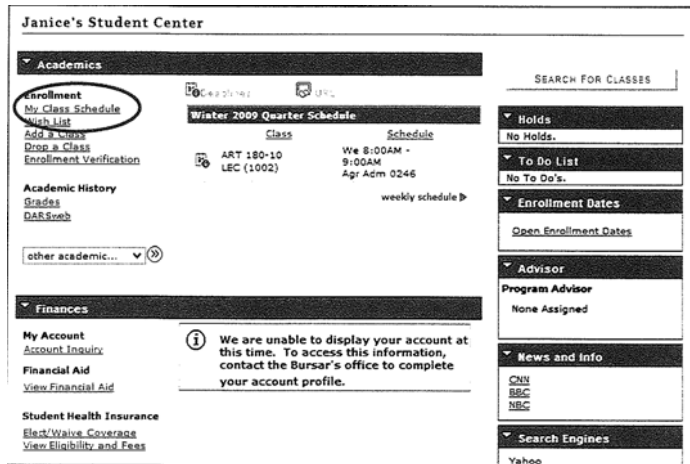 Janice's Student Center
Academics
Enrollment
My Class Schedule
Wish List
Add a Class
Drop a Class
Enrollment Verification
Academic History
Grades
DARSweb
other academic...
Deadlines
URL
Winter 2009 Quarter Schedule
Class
Schedule
ART 180-10
LEC (1002)
We 8:00AM -
9:00AM
Agr Adm 0246
weekly schedule
Finances
My Account
Account Inquiry
Financial Aid
View Financial Aid
Student Health Insurance
Elect/Waive Coverage
View Eligibility and Fees
We are unable to display your account at
this time. To access this information,
contact the Bursar's office to complete
your account profile.
SEARCH FOR CLASSES
Holds
No Holds.
To Do List
No To Do's.
Enrollment Dates
Open Enrollment Dates
Advisor
Program Advisor
None Assigned
News and Info
CNN
BBC
NBC
Search Engines
Yahoo